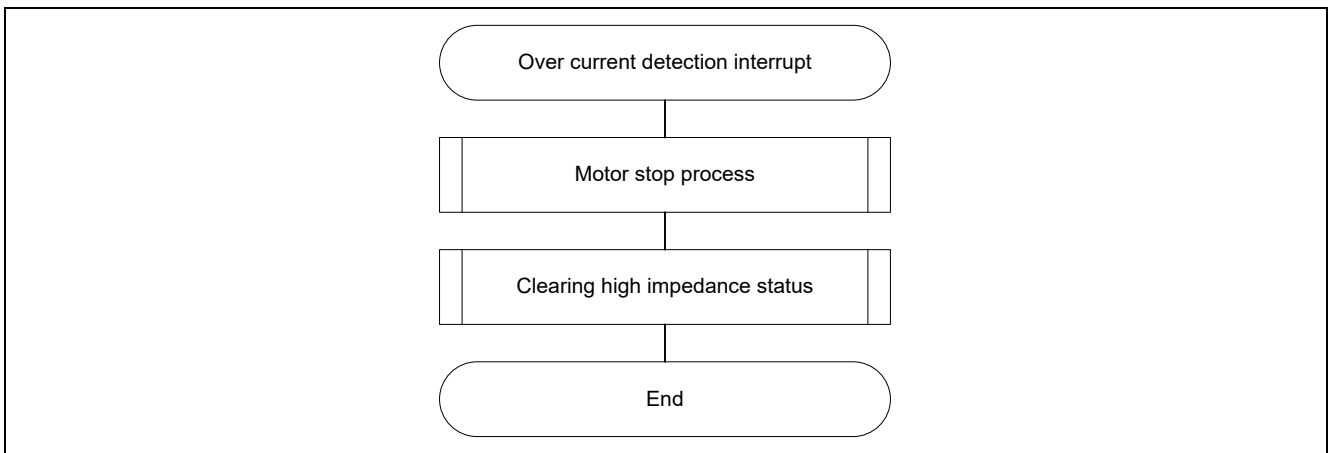 Over current detection interrupt
Motor stop process
Clearing high impedance status
End